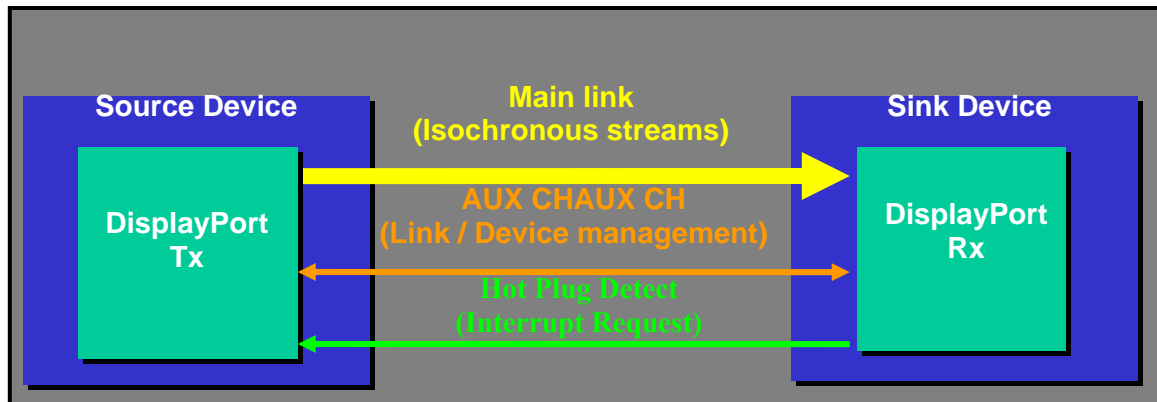 Source Device
Main link
(Isochronous streams)
Sink Device
DisplayPort
Tx
AUX CHAUX CH
(Link / Device management)
DisplayPort
Rx
Hot Plug Detect
(Interrupt Request)